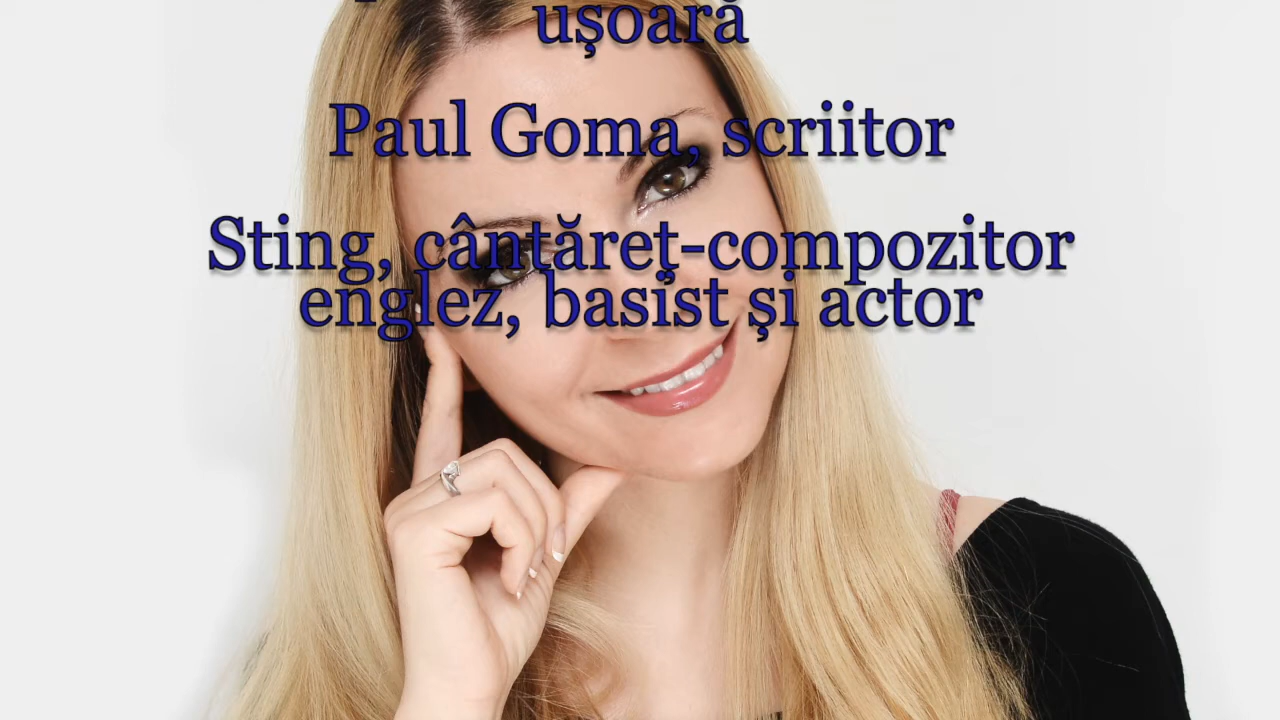 uşoară
Paul Goma, scriitor
Sting, cântăreţ-compozitor
englez, basist şi actor